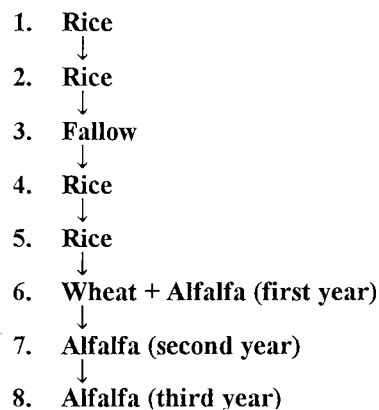 1. Rice
↓
2. Rice
↓
3. Fallow
↓
4. Rice
↓
5. Rice
↓
6. Wheat + Alfalfa (first year)
↓
7. Alfalfa (second year)
↓
8. Alfalfa (third year)